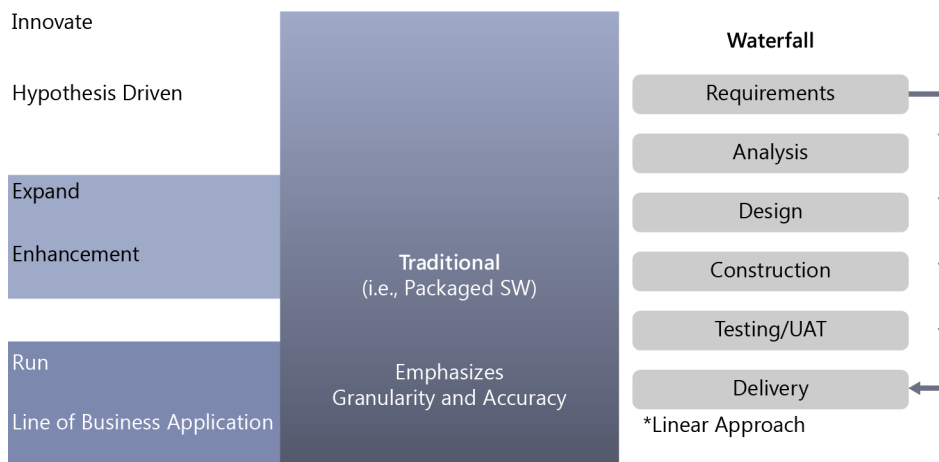 Innovate
Hypothesis Driven
Expand
Enhancement
Run
Line of Business Application
Traditional
(i.e., Packaged SW)
Emphasizes
Granularity and Accuracy
Waterfall
Requirements
Analysis
Design
Construction
Testing/UAT
Delivery
*Linear Approach